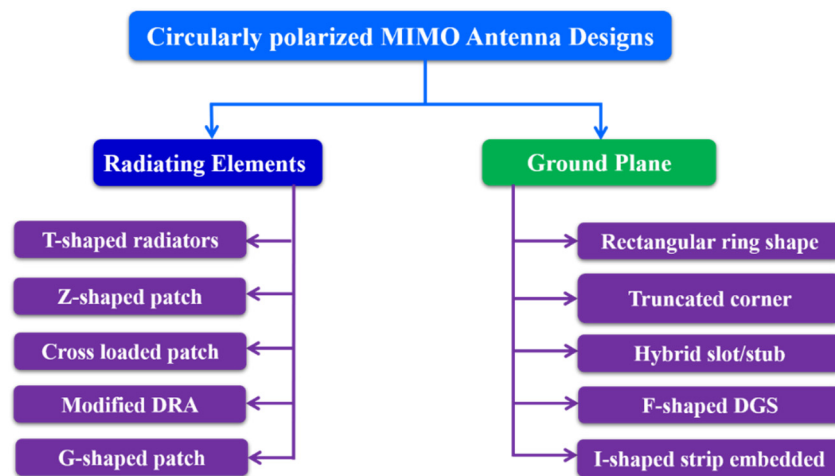 Circularly polarized MIMO Antenna Designs
Radiating Elements
T-shaped radiators
Z-shaped patch
Cross loaded patch
Modified DRA
G-shaped patch
Ground Plane
Rectangular ring shape
Truncated corner
Hybrid slot/stub
F-shaped DGS
I-shaped strip embedded